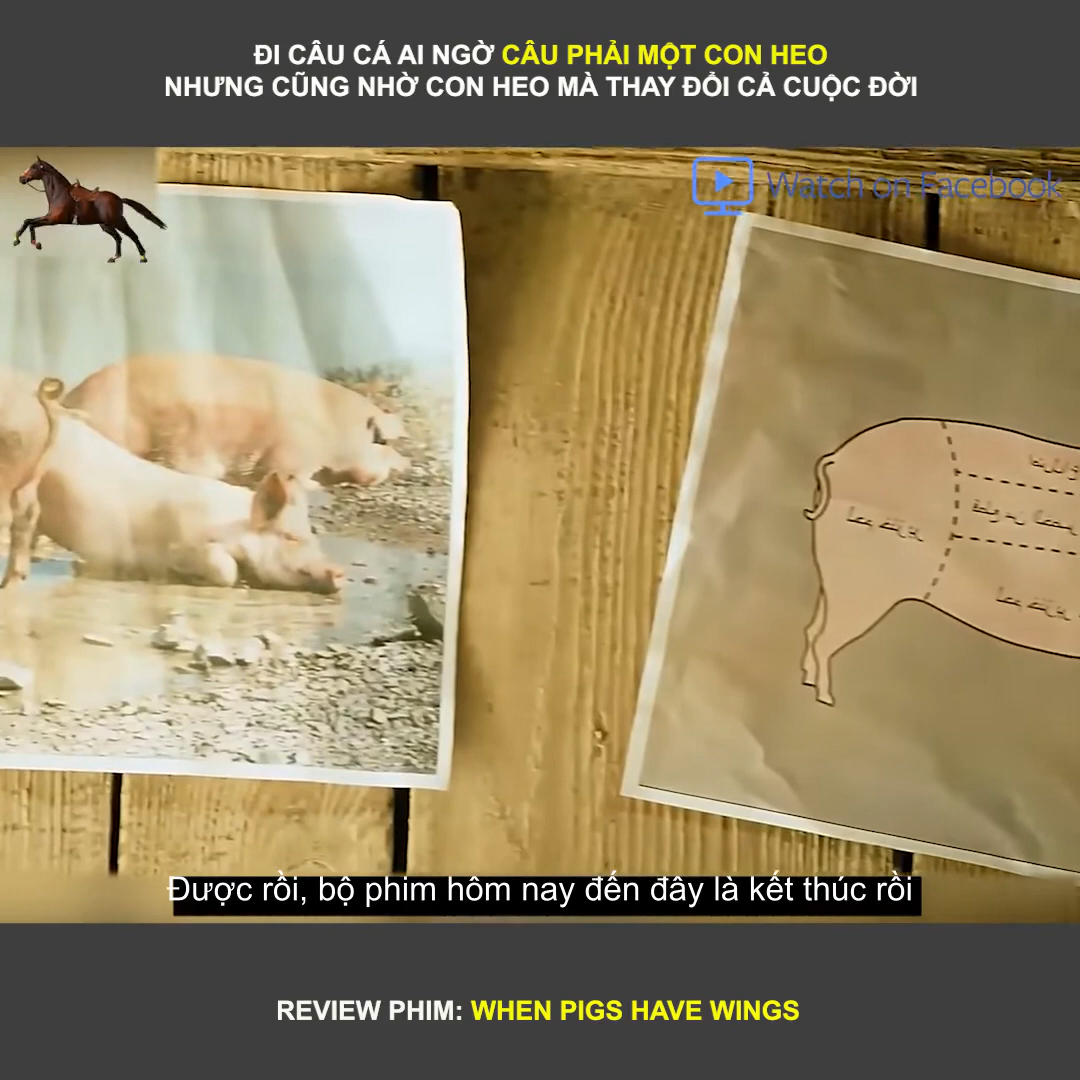 ĐI CÂU CÁ AI NGỜ CÂU PHẢI MỘT CON HEO
NHƯNG CŨNG NHỜ CON HEO MÀ THAY ĐỔI CẢ CUỘC ĐỜI
Watch on Facebook
Được rồi, bộ phim hôm nay đến đây là kết thúc rồi
REVIEW PHIM: WHEN PIGS HAVE WINGS